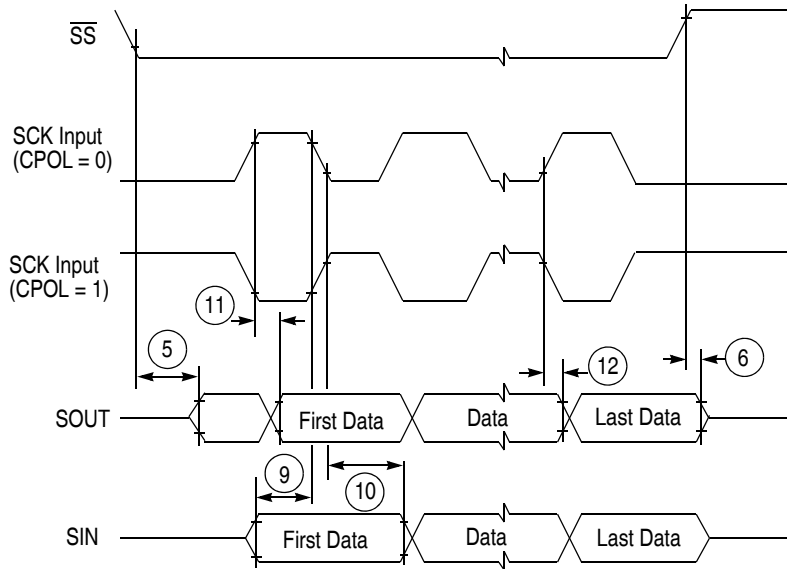 SS
SCK Input
(CPOL = 0)
SCK Input
(CPOL = 1)
11
5
12
6
SOUT
First Data
Data
Last Data
9
10
SIN
First Data
Data
Last Data